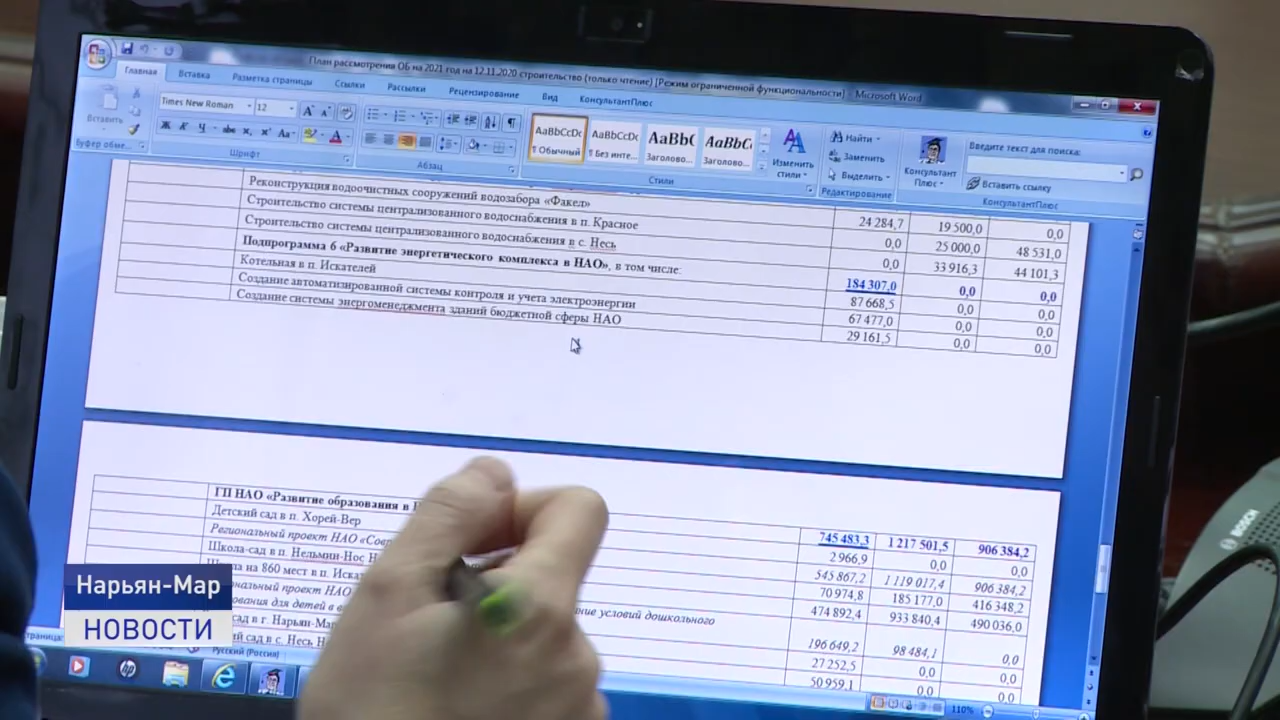 План рассмотрения ОБ на 2021 год на 12.11.2020 строительство (только чтение) [Режим ограниченной функциональности] - Microsoft Word
Главная Вставка Разметка страницы Ссылки Рассылки Рецензирование Вид КонсультантПлюс
Times New Roman 12
Вставить
Буфер обме...
Шрифт
Абзац
AaBbCcDc AaBbCcDc AaBbC AaBbCc
¶ Обычный ¶ Без инте... Заголово... Заголово...
Изменить стили
Стили
Найти
Заменить
Выделить
Редактирование
Консультант Плюс
Введите текст для поиска:
Вставить ссылку
КонсультантПлюс
Реконструкция водоочистных сооружений водозабора «Факел» 24 284,7 19 500,0 0,0
Строительство системы централизованного водоснабжения в п. Красное 0,0 25 000,0 48 531,0
Строительство системы централизованного водоснабжения в с. Несь 0,0 33 916,3 44 101,3
Подпрограмма 6 «Развитие энергетического комплекса в НАО», в том числе: 184 307,0 0,0 0,0
Котельная в п. Искателей 87 668,5 0,0 0,0
Создание автоматизированной системы контроля и учета электроэнергии 67 477,0 0,0 0,0
Создание системы энергоменеджмента зданий бюджетной сферы НАО 29 161,5 0,0 0,0
ГП НАО «Развитие образования в 745 483,3 1 217 501,5 906 384,2
Детский сад в п. Хорей-Вер 2 966,9 0,0 0,0
Региональный проект НАО 545 867,2 1 119 017,4 906 384,2
Школа-сад в п. Нельмин-Нос 70 974,8 185 177,0 416 348,2
на 860 мест в п. 474 892,4 933 840,4 490 036,0
проект НАО ние условий дошкольного
для детей в 196 649,2 98 484,1 0,0
сад в г. Нарьян-Мар 27 252,5 0,0 0,0
сад в с. Несь 50 959,1 0,0 0,0
Русский (Россия)
110%
BOSCH
hp
Нарьян-Мар
НОВОСТИ